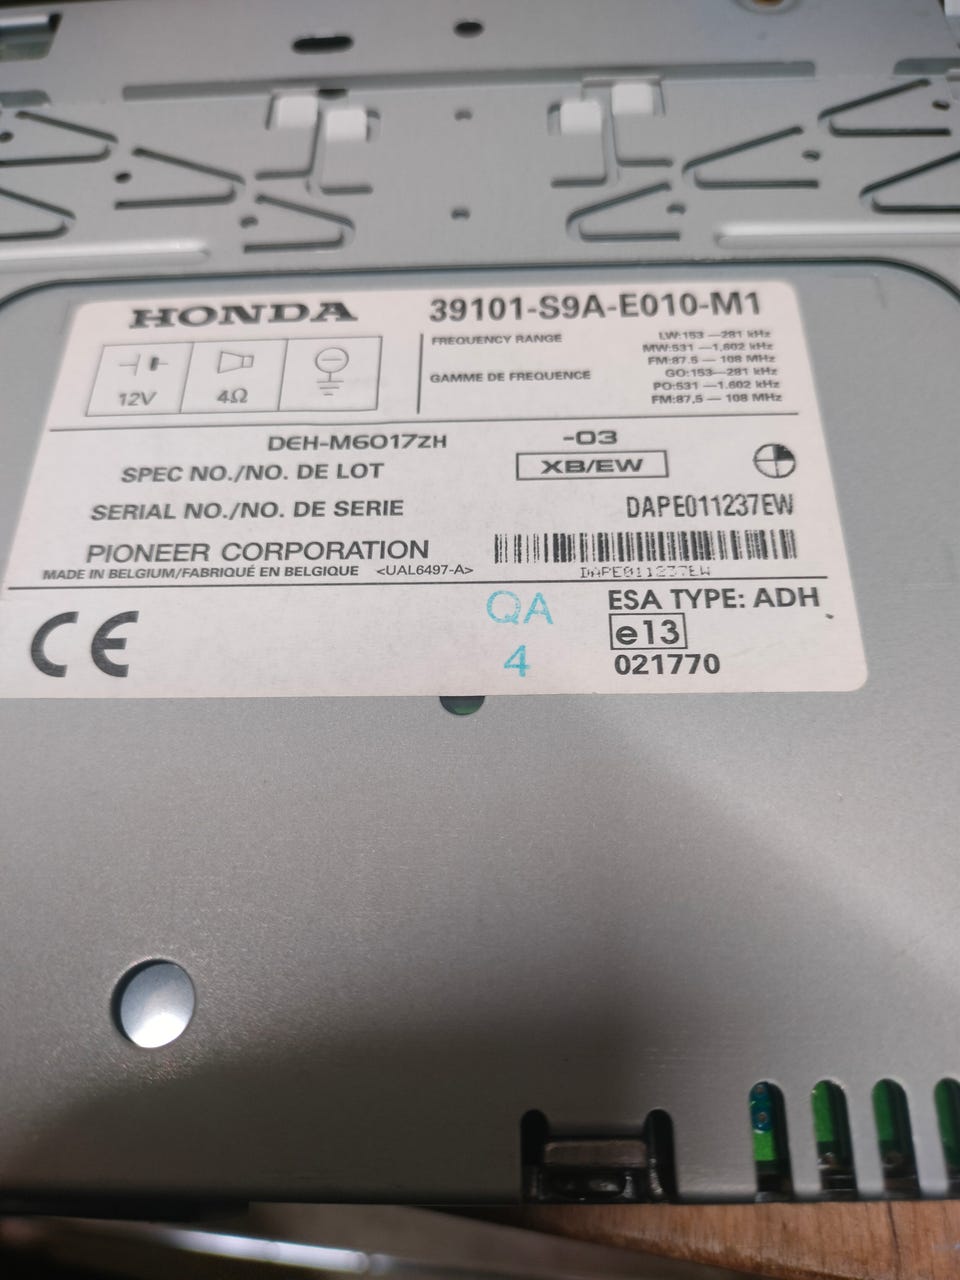 HONDA
39101-S9A-E010-M1
12V
4Ω
FREQUENCY RANGE
LW:153 —281 kHz
MW:531 —1,602 kHz
FM:87.5 — 108 MHz
GAMME DE FREQUENCE
GO:153—281 kHz
PO:531—1.602 kHz
FM:87,5 — 108 MHz
DEH-M6017ZH
-03
SPEC NO./NO. DE LOT
XB/EW
SERIAL NO./NO. DE SERIE
DAPE011237EW
PIONEER CORPORATION
MADE IN BELGIUM/FABRIQUÉ EN BELGIQUE <UAL6497-A>
DAPE011237EW
CE
QA
4
ESA TYPE: ADH
e13
021770